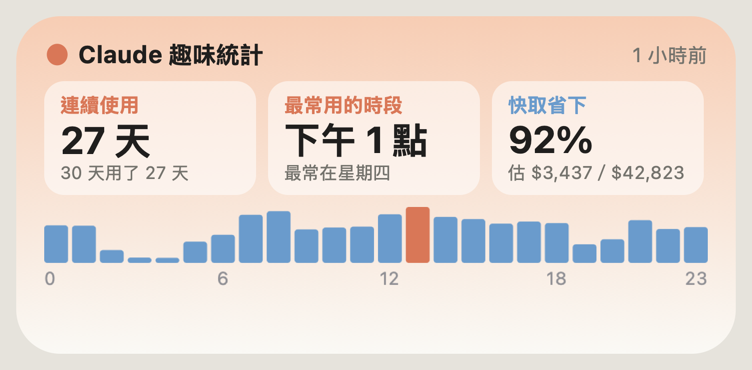 Claude 趣味統計
1 小時前
連續使用
27 天
30 天用了 27 天
最常用的時段
下午 1 點
最常在星期四
快取省下
92%
估 $3,437 / $42,823
0 6 12 18 23